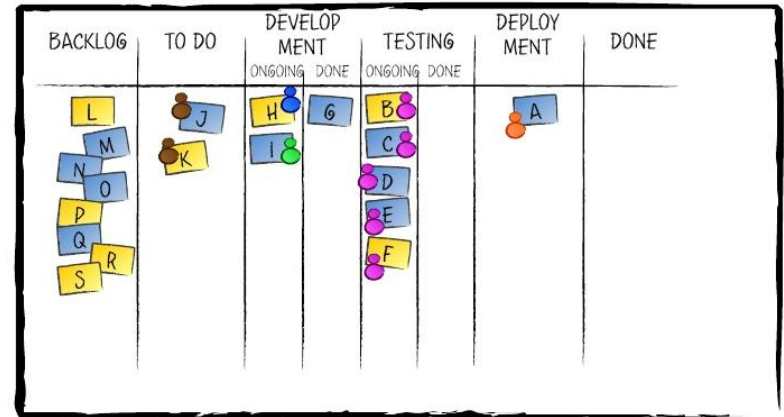 BACKLOG TO DO DEVELOP MENT TESTING DEPLOY MENT DONE
ONGOING DONE ONGOING DONE
L
M
N
O
P
Q
R
S
J
K
H
I
G
B
C
D
E
F
A